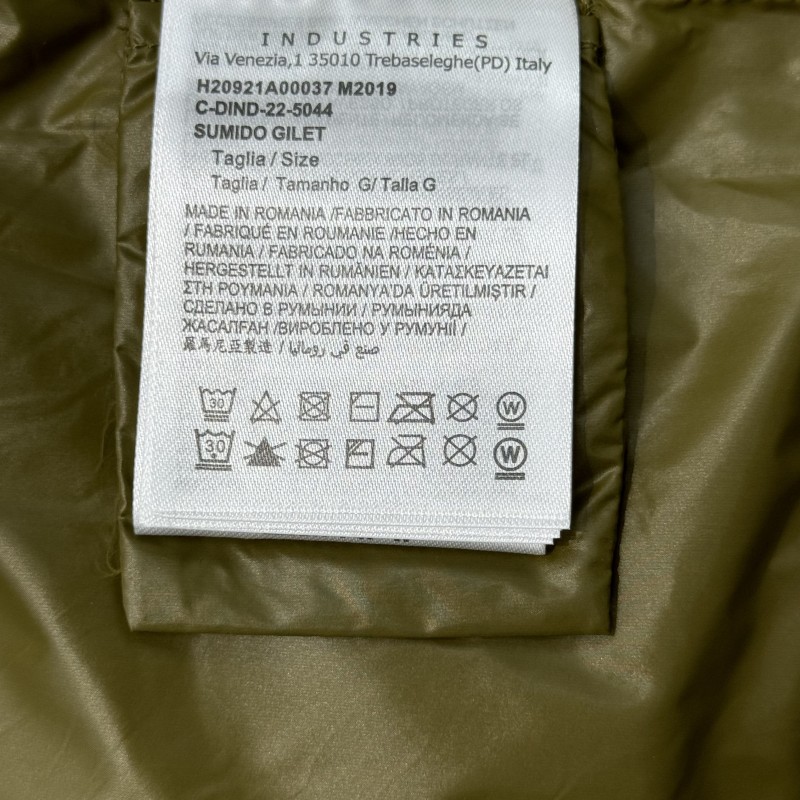 INDUSTRIES
Via Venezia,1 35010 Trebaseleghe(PD) Italy
H20921A00037 M2019
C-DIND-22-5044
SUMIDO GILET
Taglia / Size
Taglia / Tamanho G/ Talla G
MADE IN ROMANIA /FABBRICATO IN ROMANIA
/ FABRIQUÉ EN ROUMANIE /HECHO EN
RUMANIA / FABRICADO NA ROMÉNIA /
HERGESTELLT IN RUMÄNIEN / ΚΑΤΑΣΚΕΥΑΖΕΤΑΙ
ΣΤΗ ΡΟΥΜΑΝΙΑ / ROMANYA'DA ÜRETILMIŞTIR /
СДЕЛАНО В РУМЫНИИ / РУМЫНИЯДА
ЖАСАЛҒАН /ВИРОБЛЕНО У РУМУНІЇ /
羅馬尼亞製造 / صنع في رومانيا
30 W
30 W